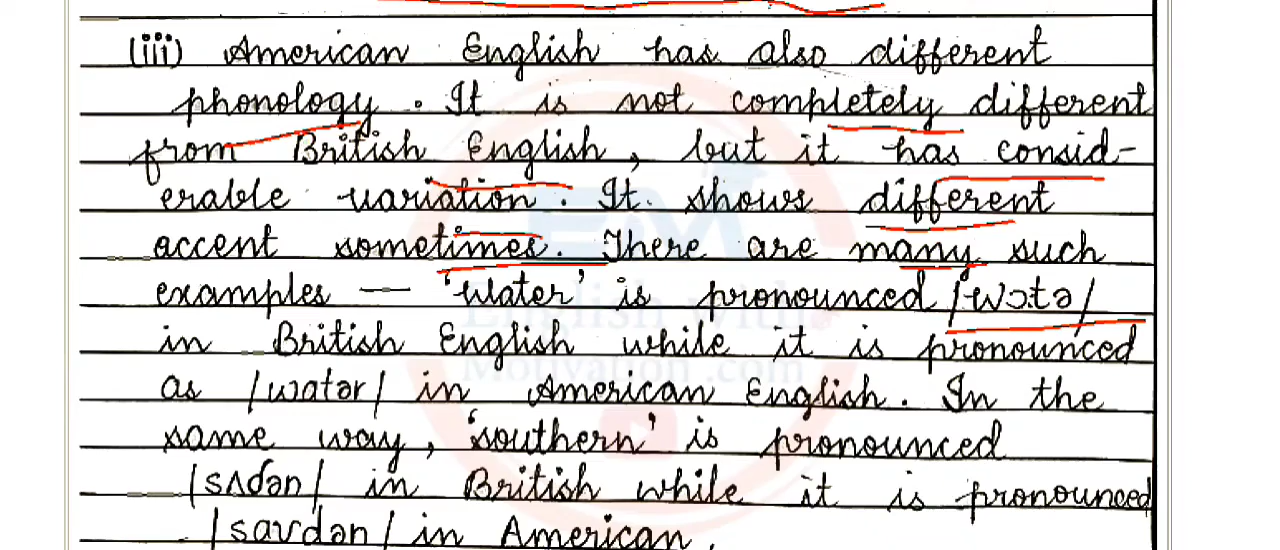 (iii) American English has also different
phonology. It is not completely different
from British English, but it has consid-
erable variation. It shows different
accent sometimes. There are many such
examples — 'Water' is pronounced /wɔtə/
in British English while it is pronounced
as /watər/ in American English. In the
same way, 'southern' is pronounced
/sʌðən/ in British while it is pronounced
/saʊðən/ in American.